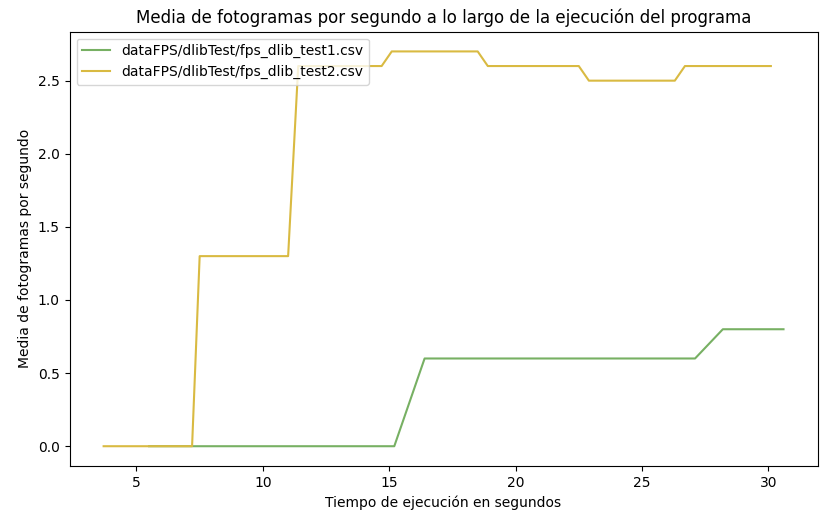 Media de fotogramas por segundo a lo largo de la ejecución del programa
dataFPS/dlibTest/fps_dlib_test1.csv
dataFPS/dlibTest/fps_dlib_test2.csv
2.5
2.0
1.5
1.0
0.5
0.0
Media de fotogramas por segundo
5 10 15 20 25 30
Tiempo de ejecución en segundos